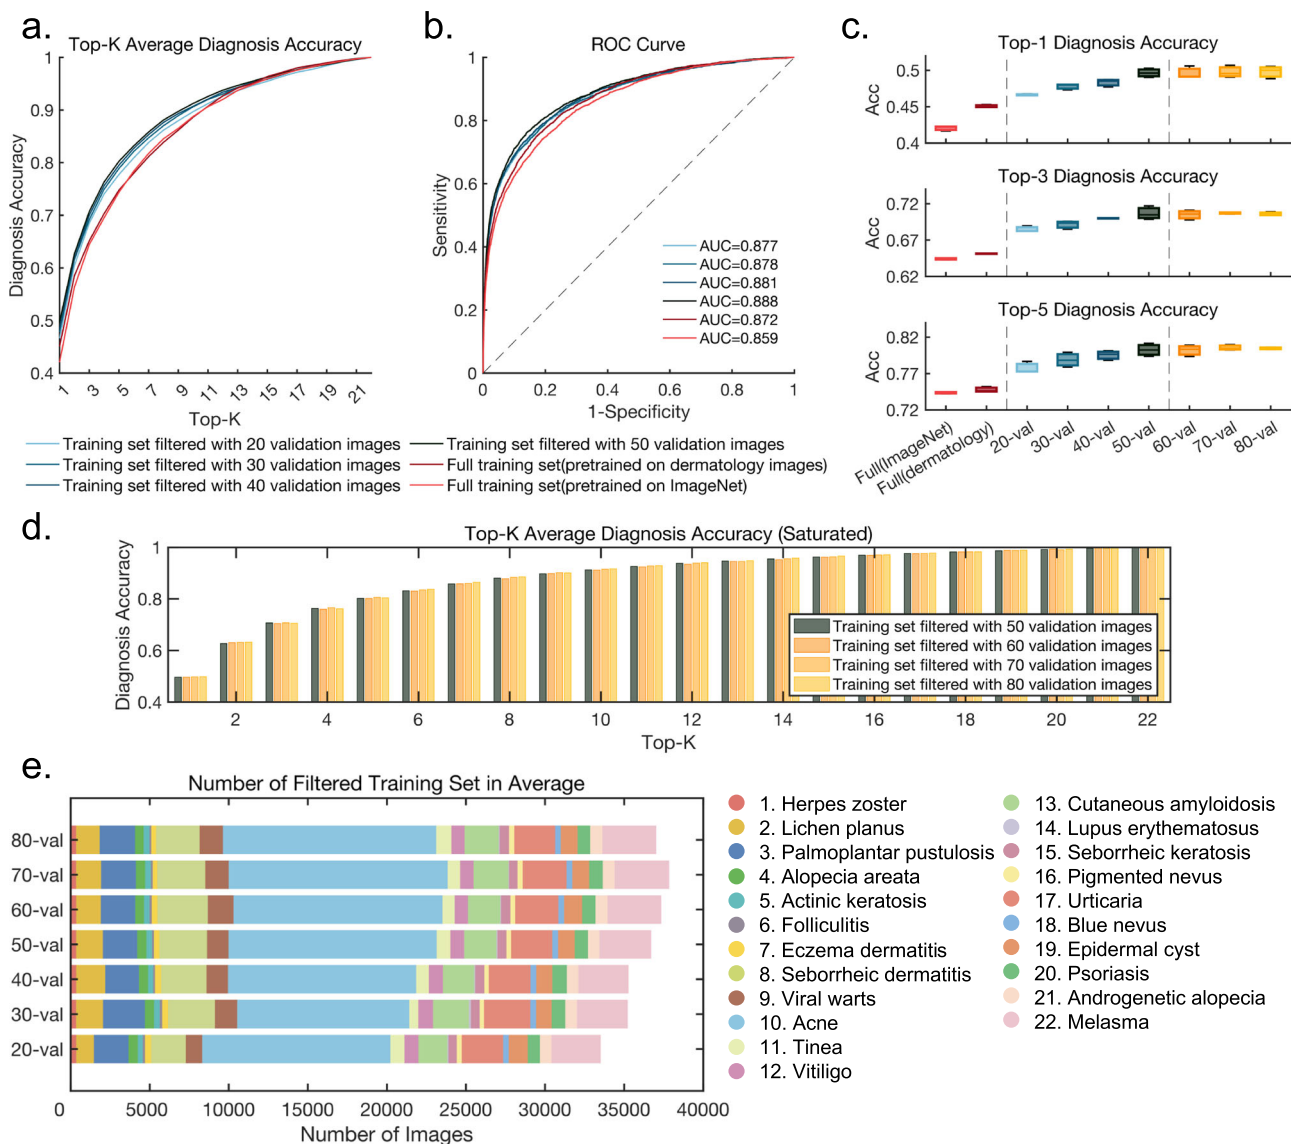 a.
Top-K Average Diagnosis Accuracy
Diagnosis Accuracy
1
0.9
0.8
0.7
0.6
0.5
0.4
1 3 5 7 9 11 13 15 17 19 21
Top-K
b.
ROC Curve
Sensitivity
1
0.8
0.6
0.4
0.2
0
AUC=0.877
AUC=0.878
AUC=0.881
AUC=0.888
AUC=0.872
AUC=0.859
0 0.2 0.4 0.6 0.8 1
1-Specificity
Training set filtered with 20 validation images
Training set filtered with 30 validation images
Training set filtered with 40 validation images
Training set filtered with 50 validation images
Full training set(pretrained on dermatology images)
Full training set(pretrained on ImageNet)
c.
Top-1 Diagnosis Accuracy
Acc
0.5
0.45
0.4
Top-3 Diagnosis Accuracy
Acc
0.72
0.67
0.62
Top-5 Diagnosis Accuracy
Acc
0.82
0.77
0.72
Full(ImageNet)
Full(dermatology)
20-val
30-val
40-val
50-val
60-val
70-val
80-val
d.
Top-K Average Diagnosis Accuracy (Saturated)
Diagnosis Accuracy
1
0.8
0.6
0.4
Training set filtered with 50 validation images
Training set filtered with 60 validation images
Training set filtered with 70 validation images
Training set filtered with 80 validation images
2 4 6 8 10 12 14 16 18 20 22
Top-K
e.
Number of Filtered Training Set in Average
80-val
70-val
60-val
50-val
40-val
30-val
20-val
0 5000 10000 15000 20000 25000 30000 35000 40000
Number of Images
1. Herpes zoster
2. Lichen planus
3. Palmoplantar pustulosis
4. Alopecia areata
5. Actinic keratosis
6. Folliculitis
7. Eczema dermatitis
8. Seborrheic dermatitis
9. Viral warts
10. Acne
11. Tinea
12. Vitiligo
13. Cutaneous amyloidosis
14. Lupus erythematosus
15. Seborrheic keratosis
16. Pigmented nevus
17. Urticaria
18. Blue nevus
19. Epidermal cyst
20. Psoriasis
21. Androgenetic alopecia
22. Melasma